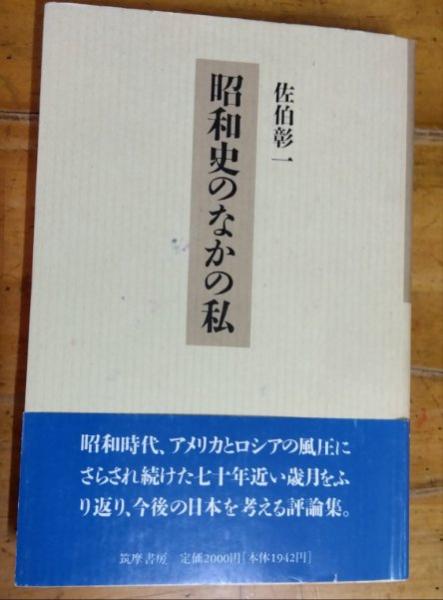 佐伯彰一
昭和史のなかの私
昭和時代、アメリカとロシアの風圧に
さらされ続けた七十年近い歳月をふ
り返り、今後の日本を考える評論集。
筑摩書房 定価2000円[本体1942円]